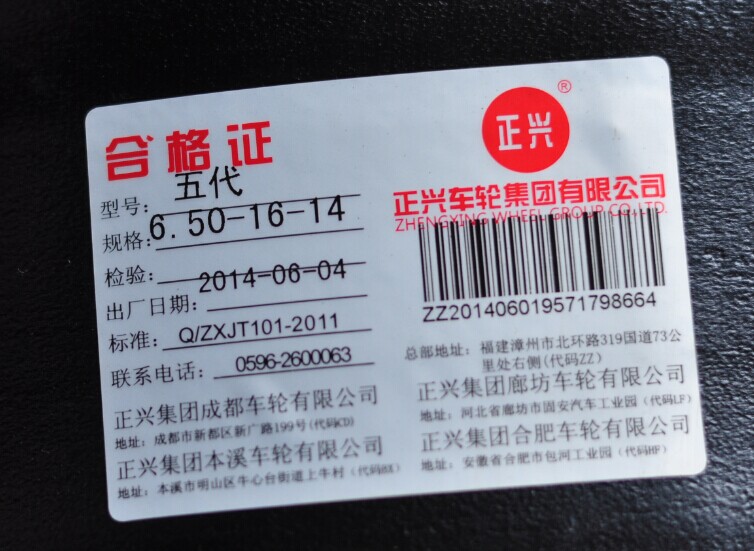 合格证
型号：五代
规格：6.50-16-14
检验：
出厂日期：2014-06-04
标准：Q/ZXJT101-2011
联系电话：0596-2600063
正兴集团成都车轮有限公司
地址：成都市新都区新广路199号(代码CD)
正兴集团本溪车轮有限公司
地址：本溪市明山区牛心台街道上牛村（代码BX）
正兴®
正兴车轮集团有限公司
ZHENGXING WHEEL GROUP CO.,LTD.
ZZ201406019571798664
总部地址：福建漳州市北环路319国道73公
里处右侧(代码ZZ)
正兴集团廊坊车轮有限公司
地址：河北省廊坊市固安汽车工业园（代码LF）
正兴集团合肥车轮有限公司
地址：安徽省合肥市包河工业园（代码HF）